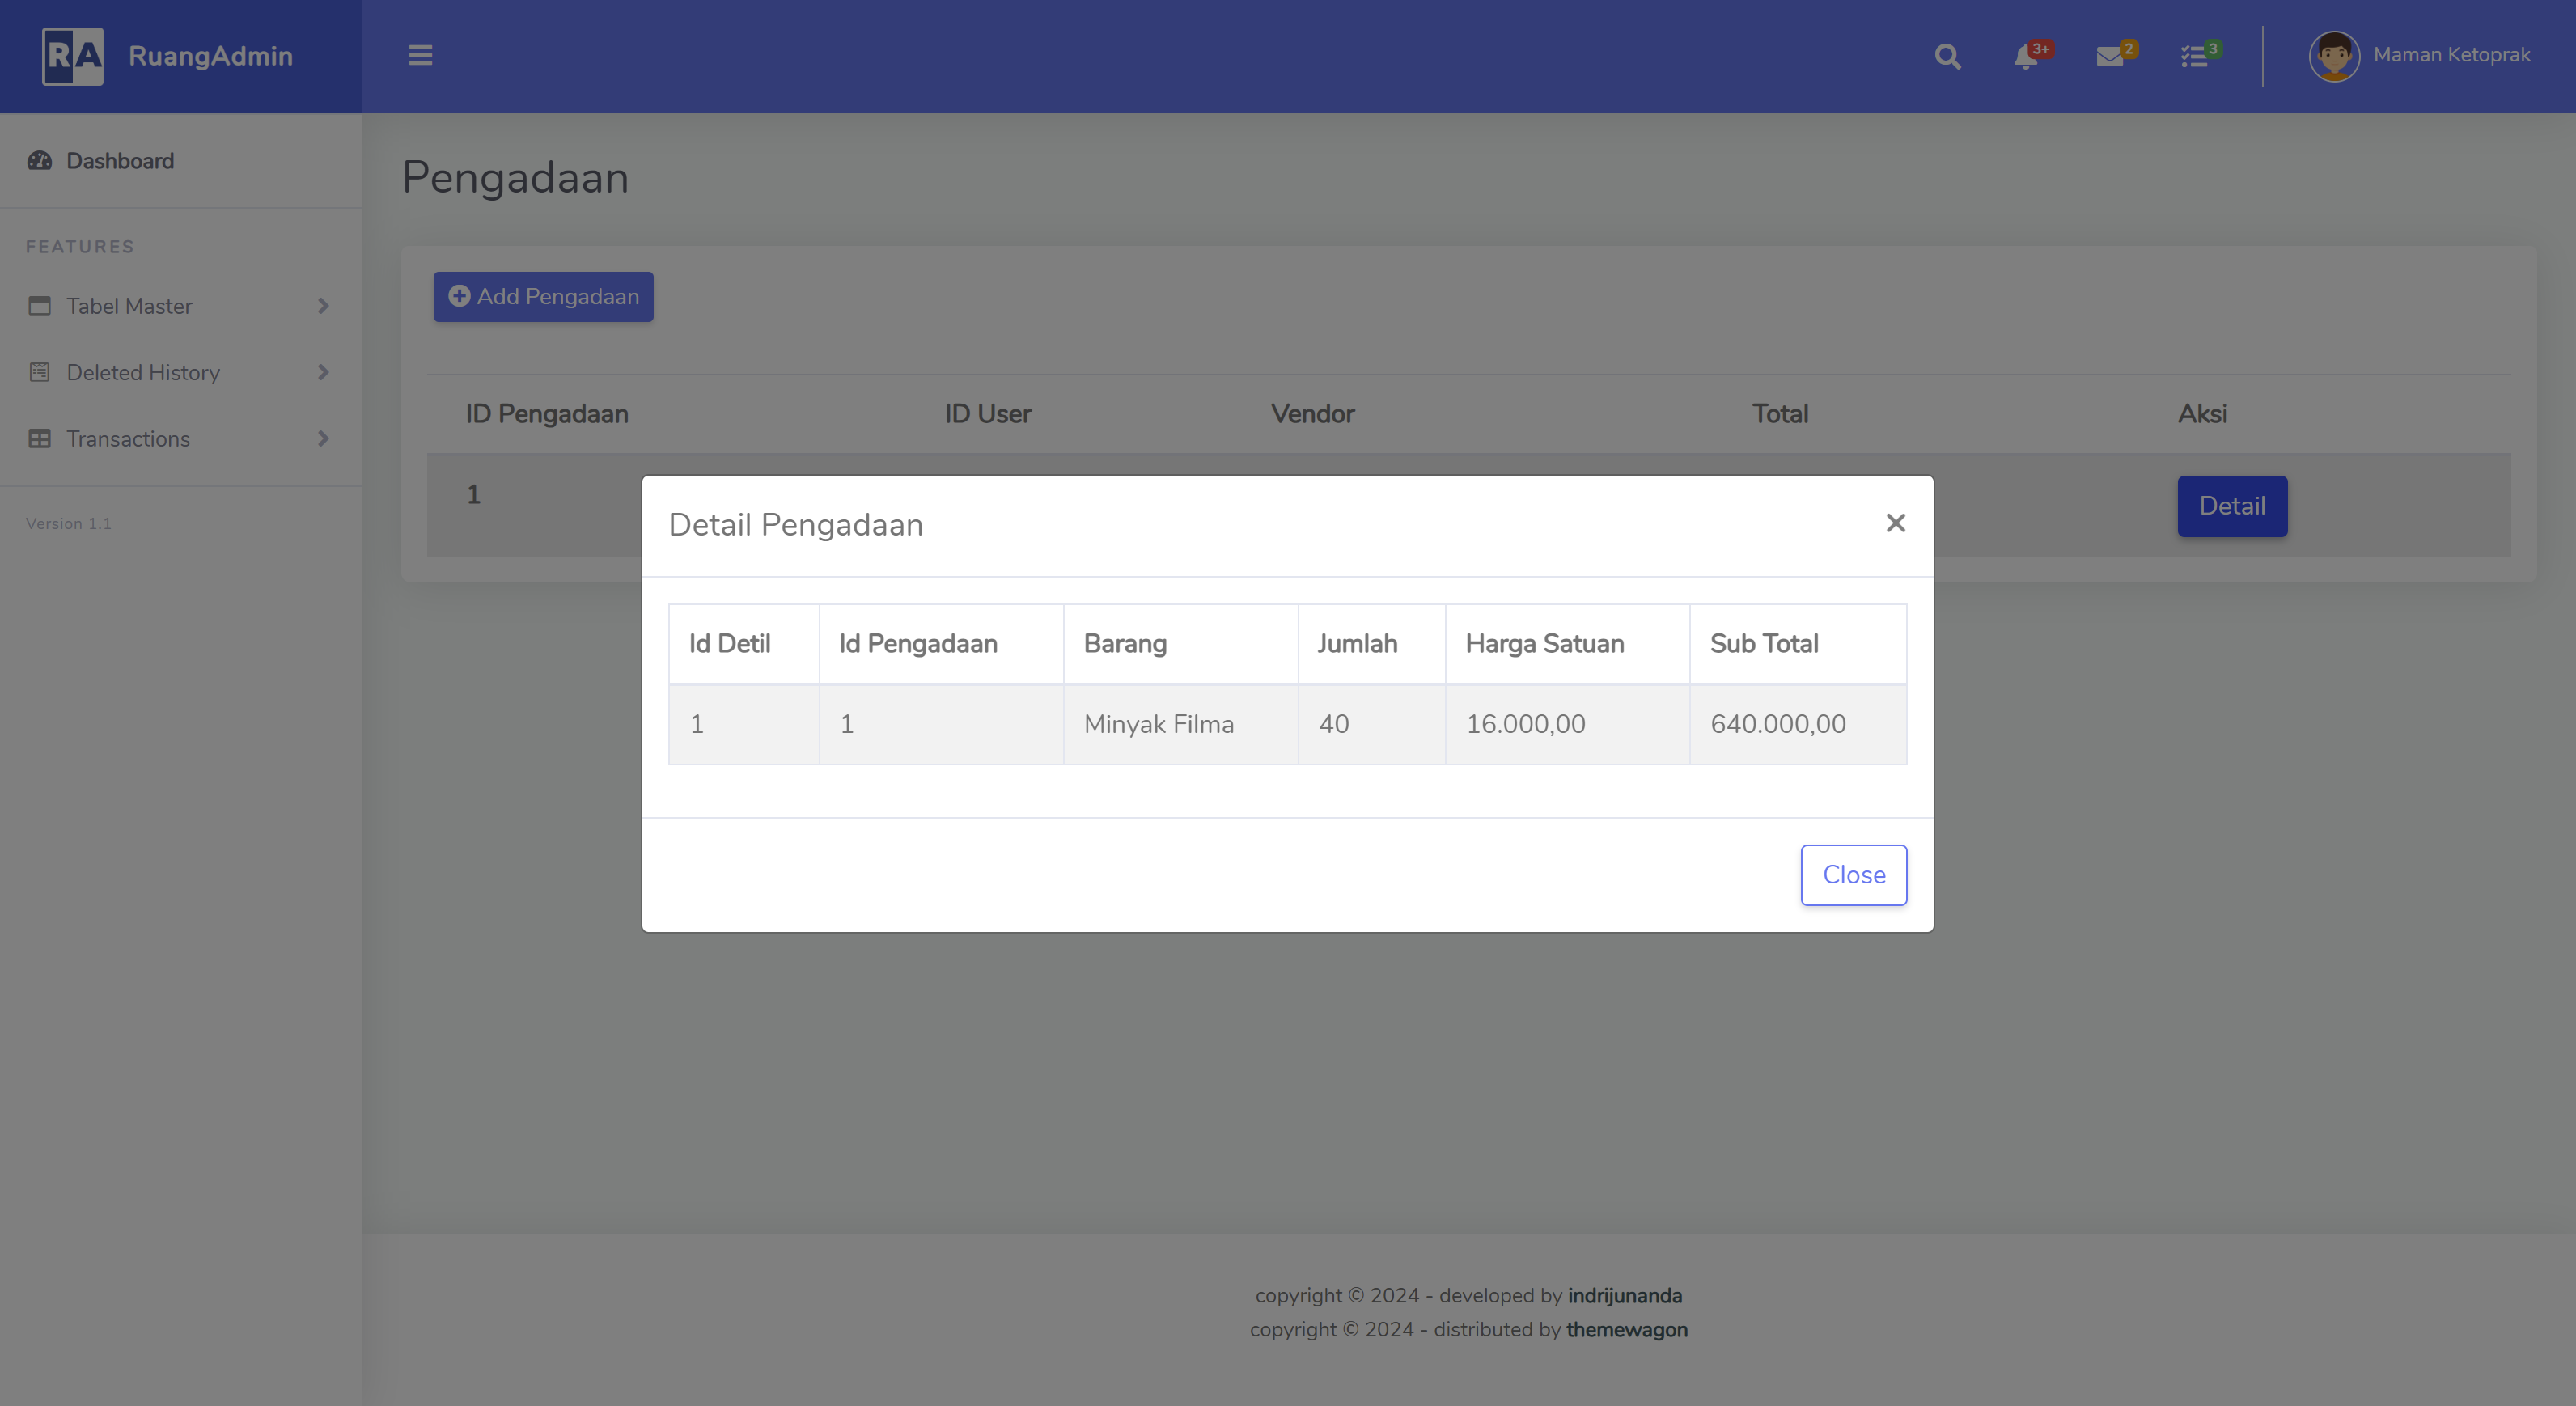 RA RuangAdmin
3+ 2 3 Maman Ketoprak
Dashboard
FEATURES
Tabel Master
Deleted History
Transactions
Version 1.1
Pengadaan
Add Pengadaan
ID Pengadaan ID User Vendor Total Aksi
1 Detail
Detail Pengadaan
Id Detil Id Pengadaan Barang Jumlah Harga Satuan Sub Total
1 1 Minyak Filma 40 16.000,00 640.000,00
Close
copyright © 2024 - developed by indrijunanda
copyright © 2024 - distributed by themewagon